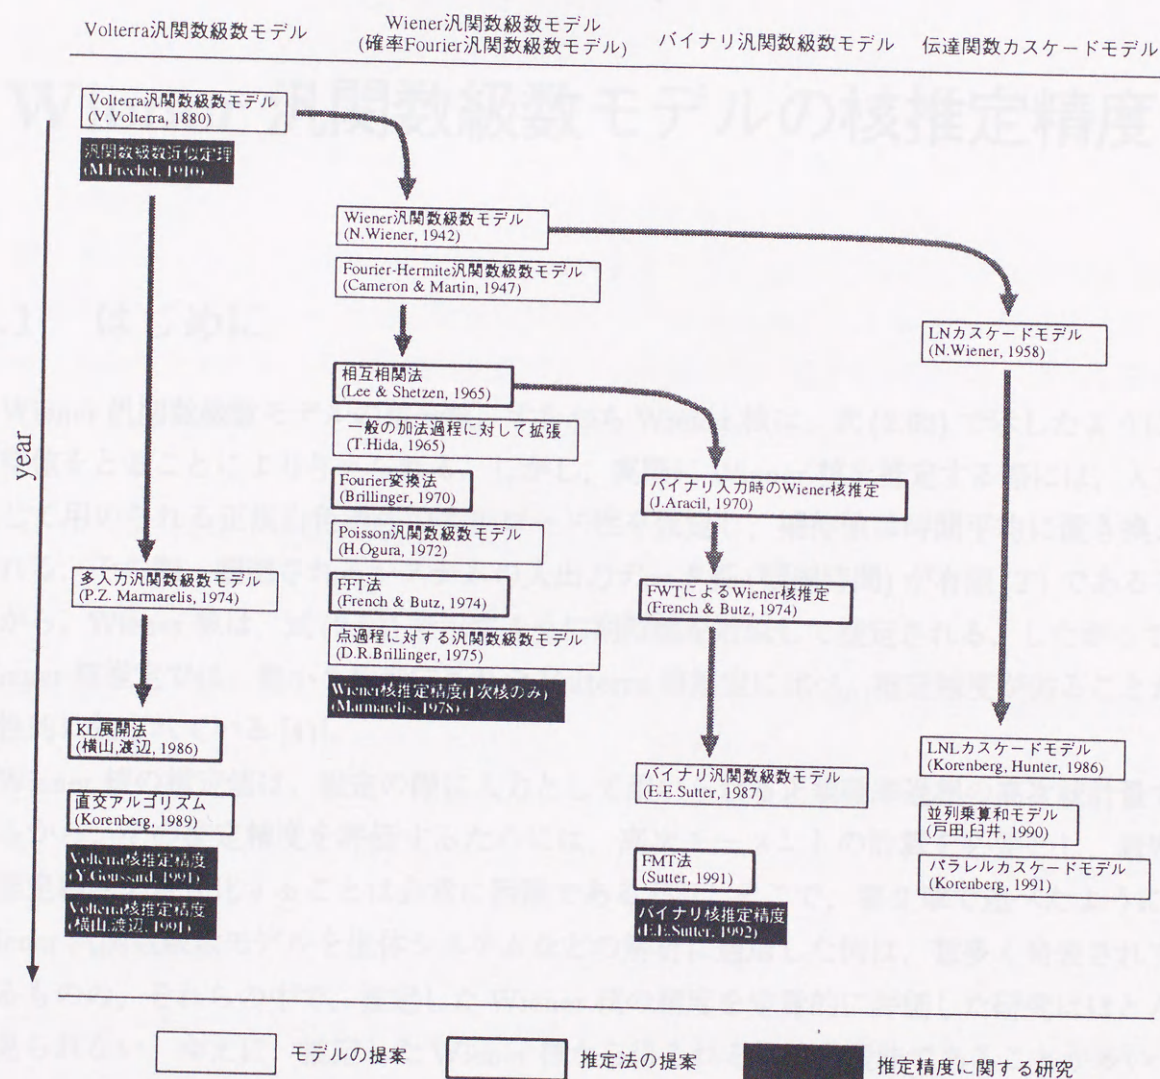 Volterra汎関数級数モデル
Wiener汎関数級数モデル
(確率Fourier汎関数級数モデル)
バイナリ汎関数級数モデル
伝達関数カスケードモデル
year
Volterra汎関数級数モデル
(V.Volterra, 1880)
汎関数級数近似定理
(M.Frechet, 1910)
多入力汎関数級数モデル
(P.Z. Marmarelis, 1974)
KL展開法
(横山,渡辺, 1986)
直交アルゴリズム
(Korenberg, 1989)
Volterra核推定精度
(Y.Goussard, 1991)
Volterra核推定精度
(横山,渡辺, 1991)
Wiener汎関数級数モデル
(N.Wiener, 1942)
Fourier-Hermite汎関数級数モデル
(Cameron & Martin, 1947)
相互相関法
(Lee & Shetzen, 1965)
一般の加法過程に対して拡張
(T.Hida, 1965)
Fourier変換法
(Brillinger, 1970)
Poisson汎関数級数モデル
(H.Ogura, 1972)
FFT法
(French & Butz, 1974)
点過程に対する汎関数級数モデル
(D.R.Brillinger, 1975)
Wiener核推定精度(1次核のみ)
(Marmarelis, 1978)
バイナリ入力時のWiener核推定
(J.Aracil, 1970)
FWTによるWiener核推定
(French & Butz, 1974)
バイナリ汎関数級数モデル
(E.E.Sutter, 1987)
FMT法
(Sutter, 1991)
バイナリ核推定精度
(E.E.Sutter, 1992)
LNカスケードモデル
(N.Wiener, 1958)
LNLカスケードモデル
(Korenberg, Hunter, 1986)
並列乗算和モデル
(戸田,臼井, 1990)
パラレルカスケードモデル
(Korenberg, 1991)
モデルの提案
推定法の提案
推定精度に関する研究